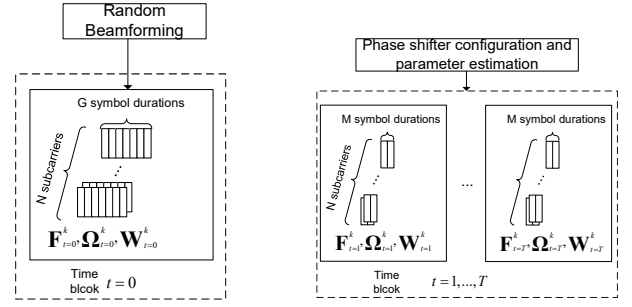 Random
Beamforming
G symbol durations
N subcarriers
...
F^k_{t=0}, Ω^k_{t=0}, W^k_{t=0}
Time
blcok t = 0
Phase shifter configuration and
parameter estimation
M symbol durations
N subcarriers
...
F^k_{t=1}, Ω^k_{t=1}, W^k_{t=1}
...
M symbol durations
N subcarriers
...
F^k_{t=T}, Ω^k_{t=T}, W^k_{t=T}
Time
blcok t = 1,...,T